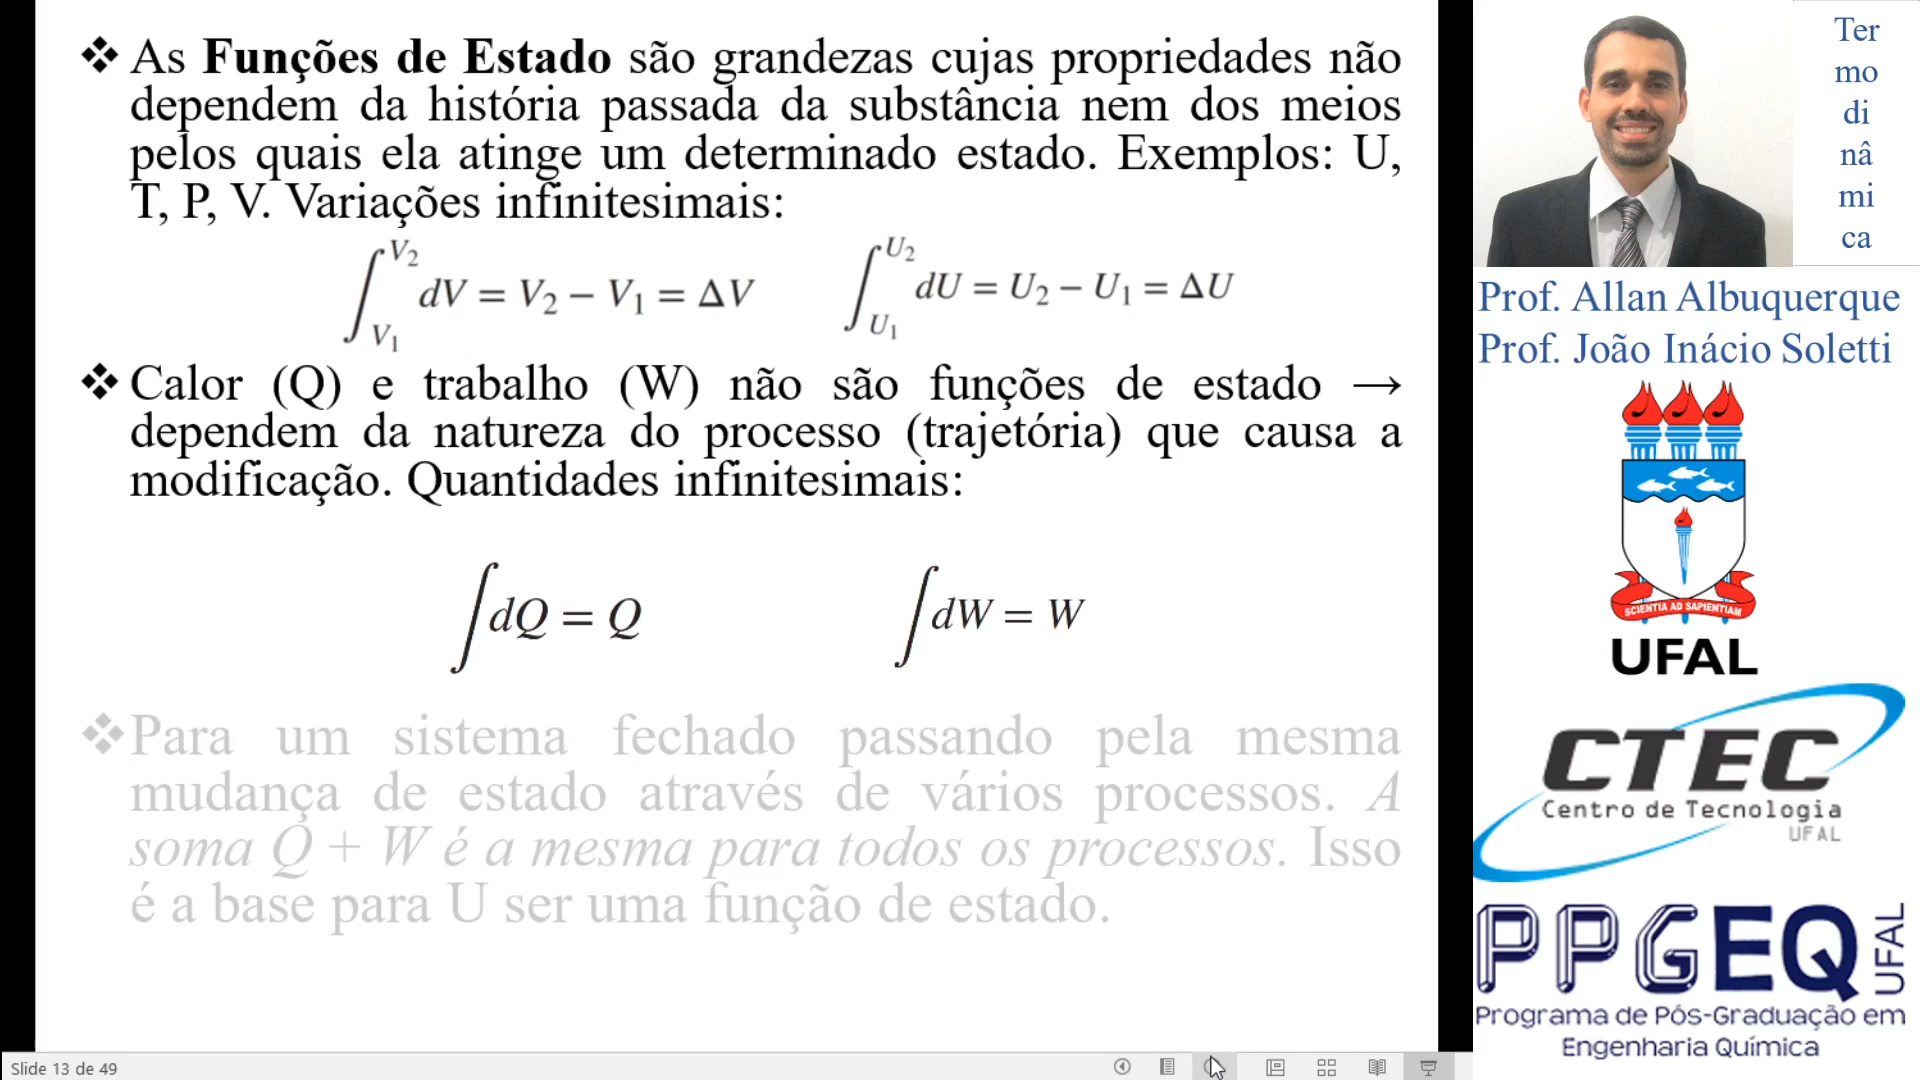 ❖ As Funções de Estado são grandezas cujas propriedades não
dependem da história passada da substância nem dos meios
pelos quais ela atinge um determinado estado. Exemplos: U,
T, P, V. Variações infinitesimais:
∫_{V₁}^{V₂} dV = V₂ − V₁ = ΔV
∫_{U₁}^{U₂} dU = U₂ − U₁ = ΔU
❖ Calor (Q) e trabalho (W) não são funções de estado →
dependem da natureza do processo (trajetória) que causa a
modificação. Quantidades infinitesimais:
∫dQ = Q
∫dW = W
❖ Para um sistema fechado passando pela mesma
mudança de estado através de vários processos. A
soma Q + W é a mesma para todos os processos. Isso
é a base para U ser uma função de estado.
Slide 13 de 49
Ter
mo
di
nâ
mi
ca
Prof. Allan Albuquerque
Prof. João Inácio Soletti
SCIENTIA AD SAPIENTIAM
UFAL
CTEC
Centro de Tecnologia
UFAL
PPGEQ
UFAL
Programa de Pós-Graduação em
Engenharia Química